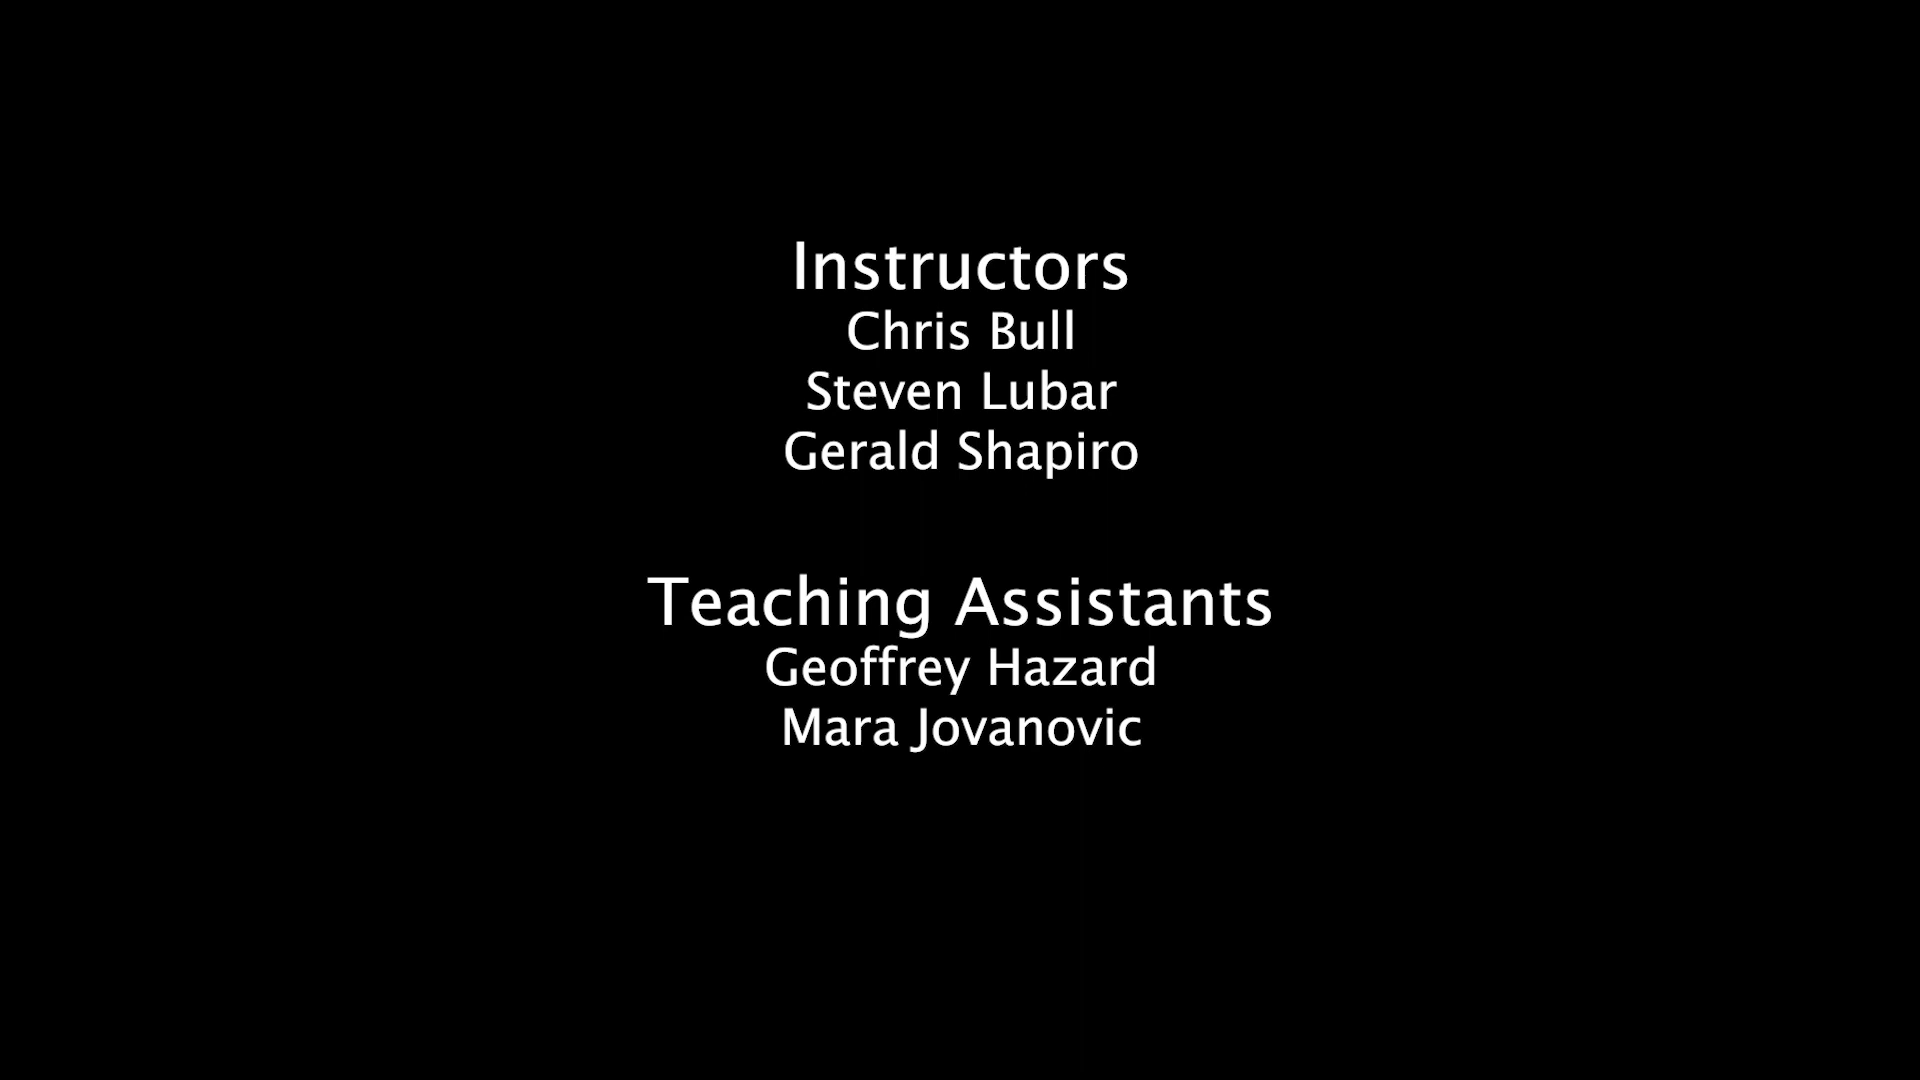 Instructors
Chris Bull
Steven Lubar
Gerald Shapiro
Teaching Assistants
Geoffrey Hazard
Mara Jovanovic